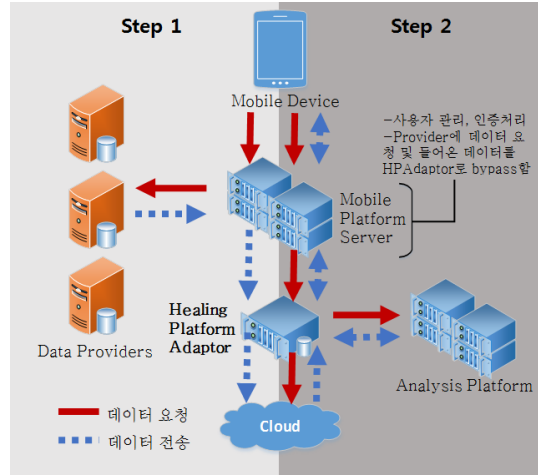 Step 1
Step 2
Mobile Device
-사용자 관리, 인증처리
-Provider에 데이터 요
청 및 들어온 데이터를
HPAdaptor로 bypass함
Mobile
Platform
Server
Healing
Platform
Adaptor
Data Providers
Analysis Platform
Cloud
데이터 요청
데이터 전송